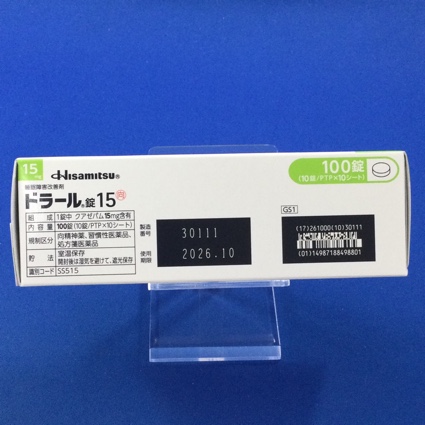 15mg
Hisamitsu®
睡眠障害改善剤
ドラール®錠15 向
組成 1錠中 クアゼパム15mg含有
内容量 100錠(10錠/PTP×10シート)
規制区分 向精神薬、習慣性医薬品、
処方箋医薬品
貯法 室温保存
開封後は湿気を避けて、遮光保存
識別コード SS515
製造番号 30111
使用期限 2026.10
100錠
(10錠/PTP×10シート)
GS1
(17)261000(10)30111
(01)14987188498801